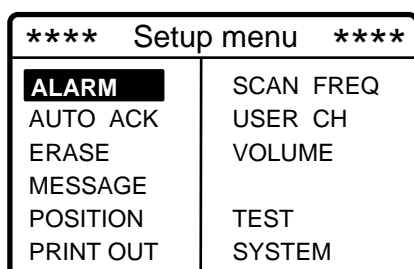 **** Setup menu ****
ALARM
AUTO ACK
ERASE
MESSAGE
POSITION
PRINT OUT
SCAN FREQ
USER CH
VOLUME
TEST
SYSTEM